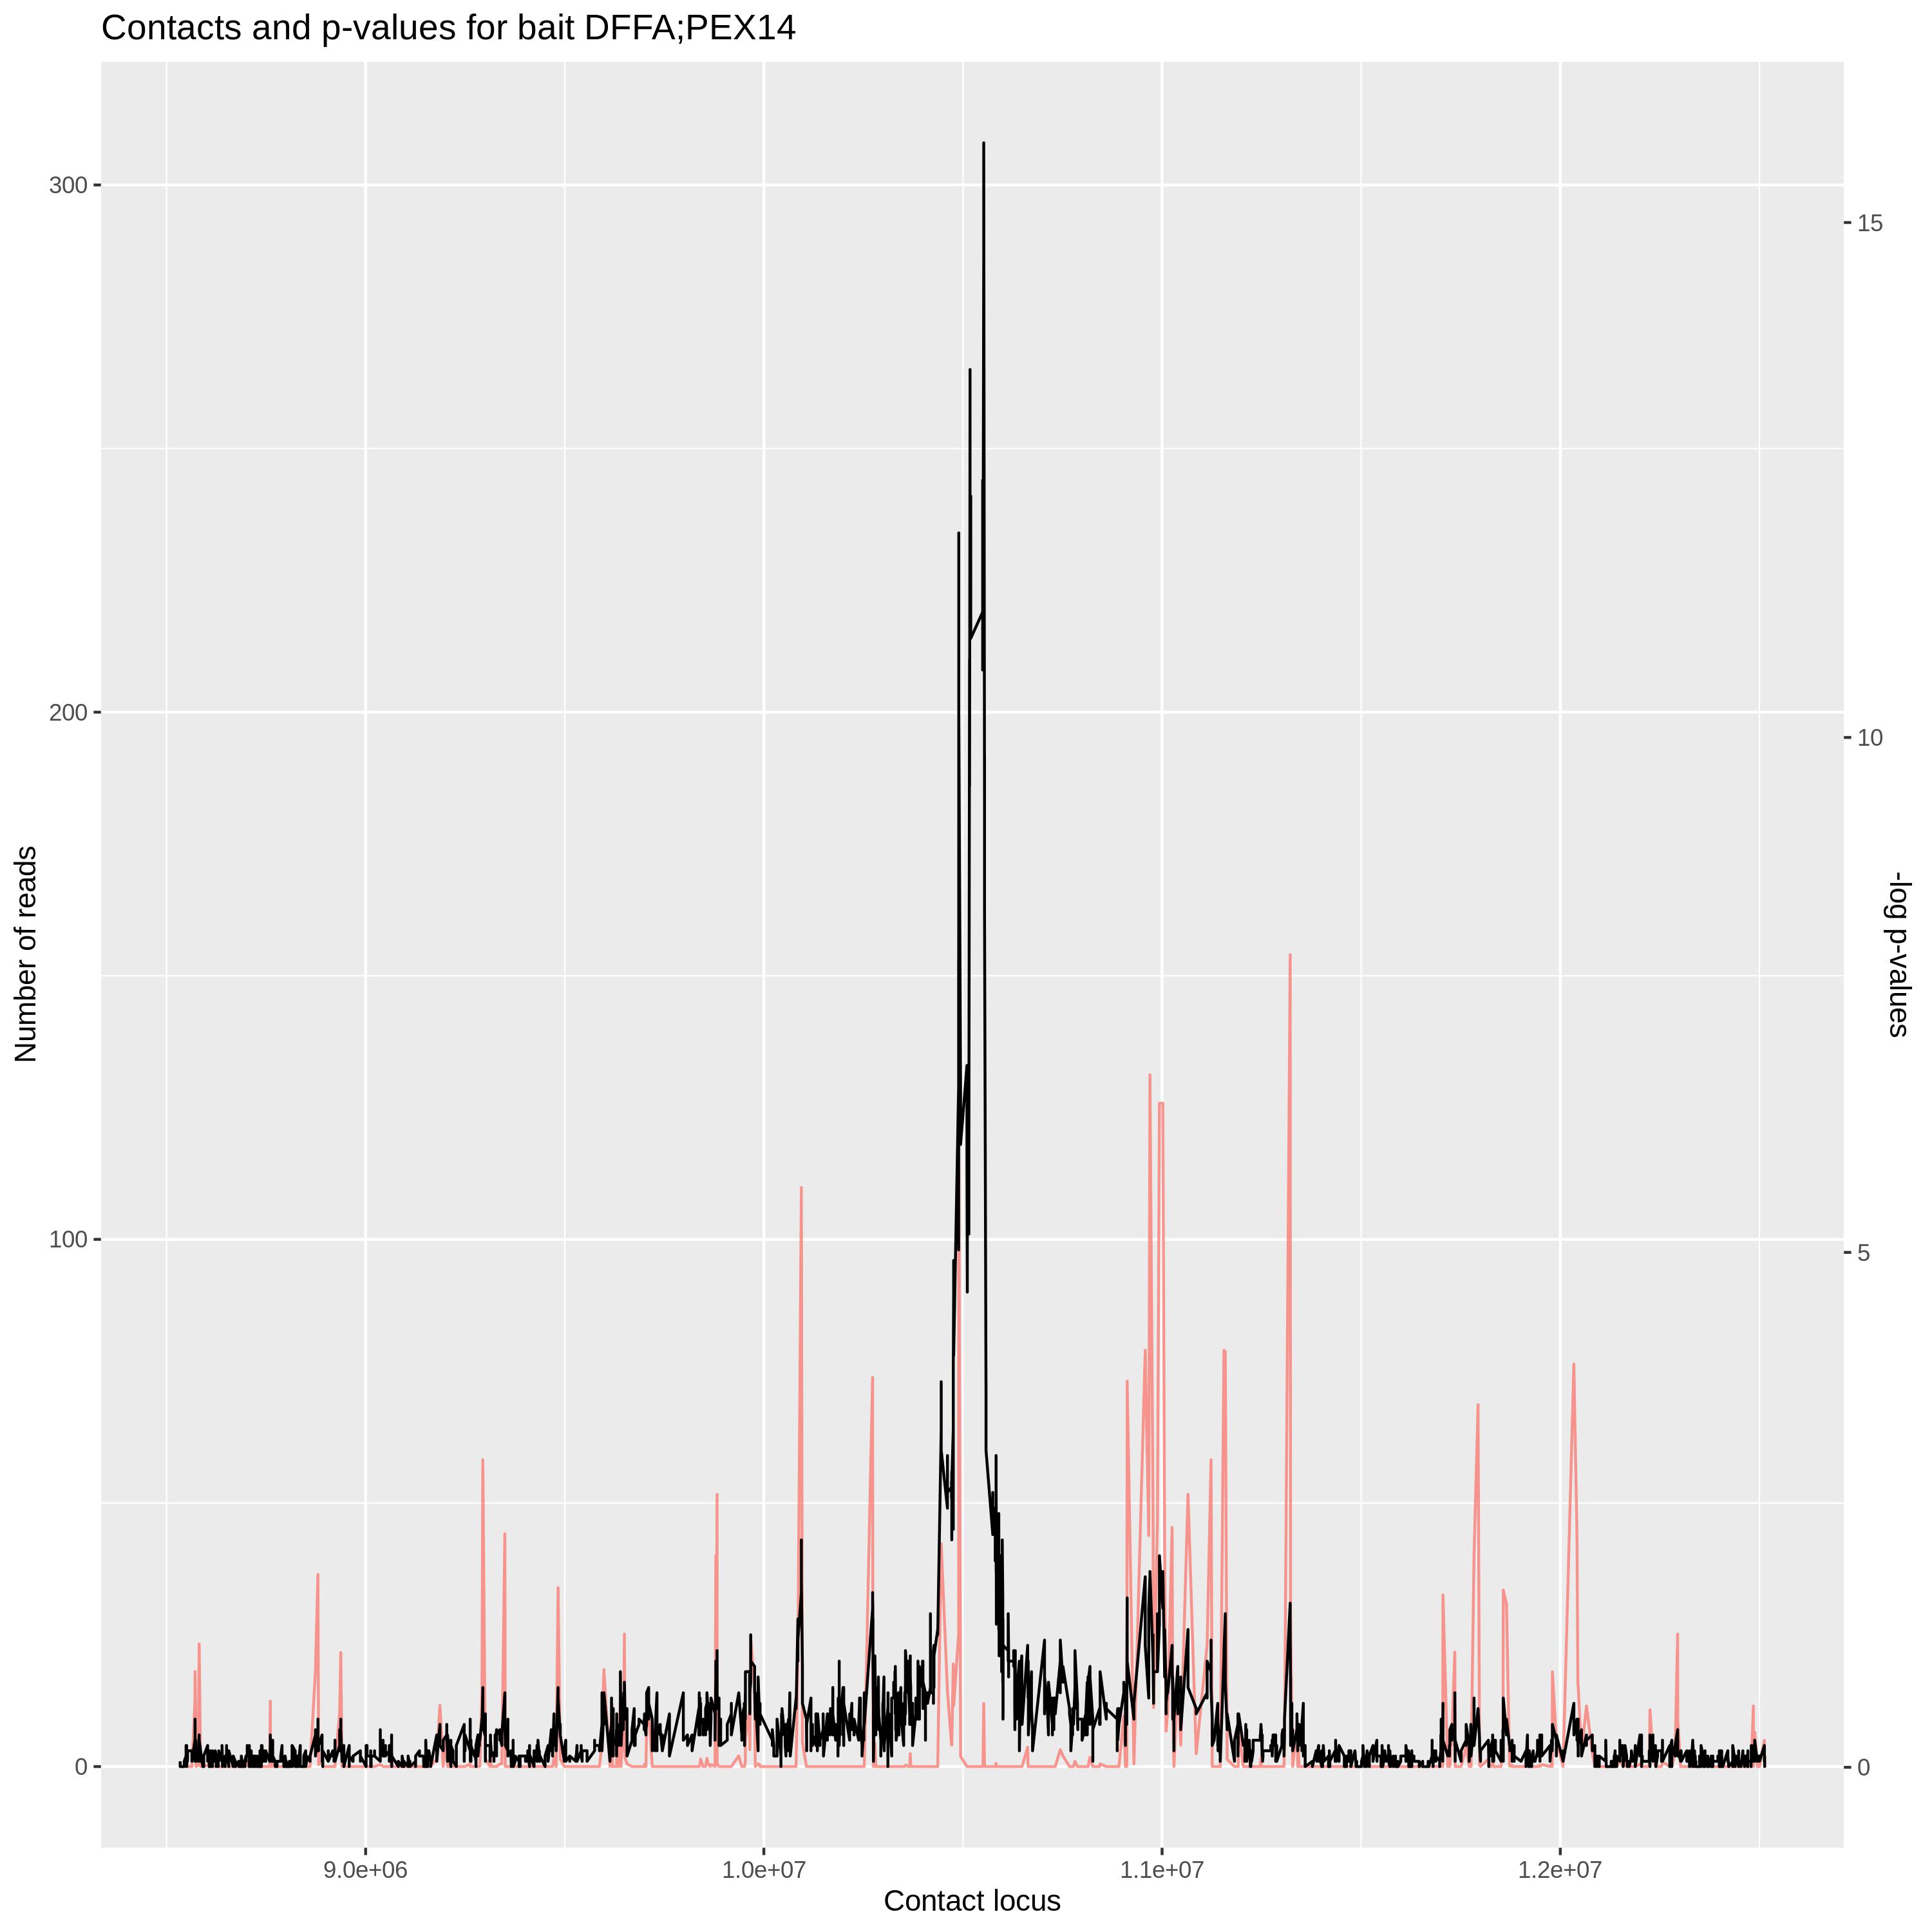 Contacts and p-values for bait DFFA;PEX14
300
200
100
0
Number of reads
15
10
5
0
-log p-values
9.0e+06
1.0e+07
1.1e+07
1.2e+07
Contact locus